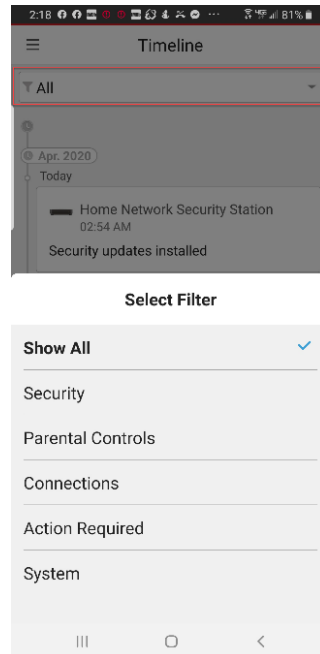 2:18
81%
Timeline
All
Apr. 2020
Today
Home Network Security Station
02:54 AM
Security updates installed
Select Filter
Show All
Security
Parental Controls
Connections
Action Required
System